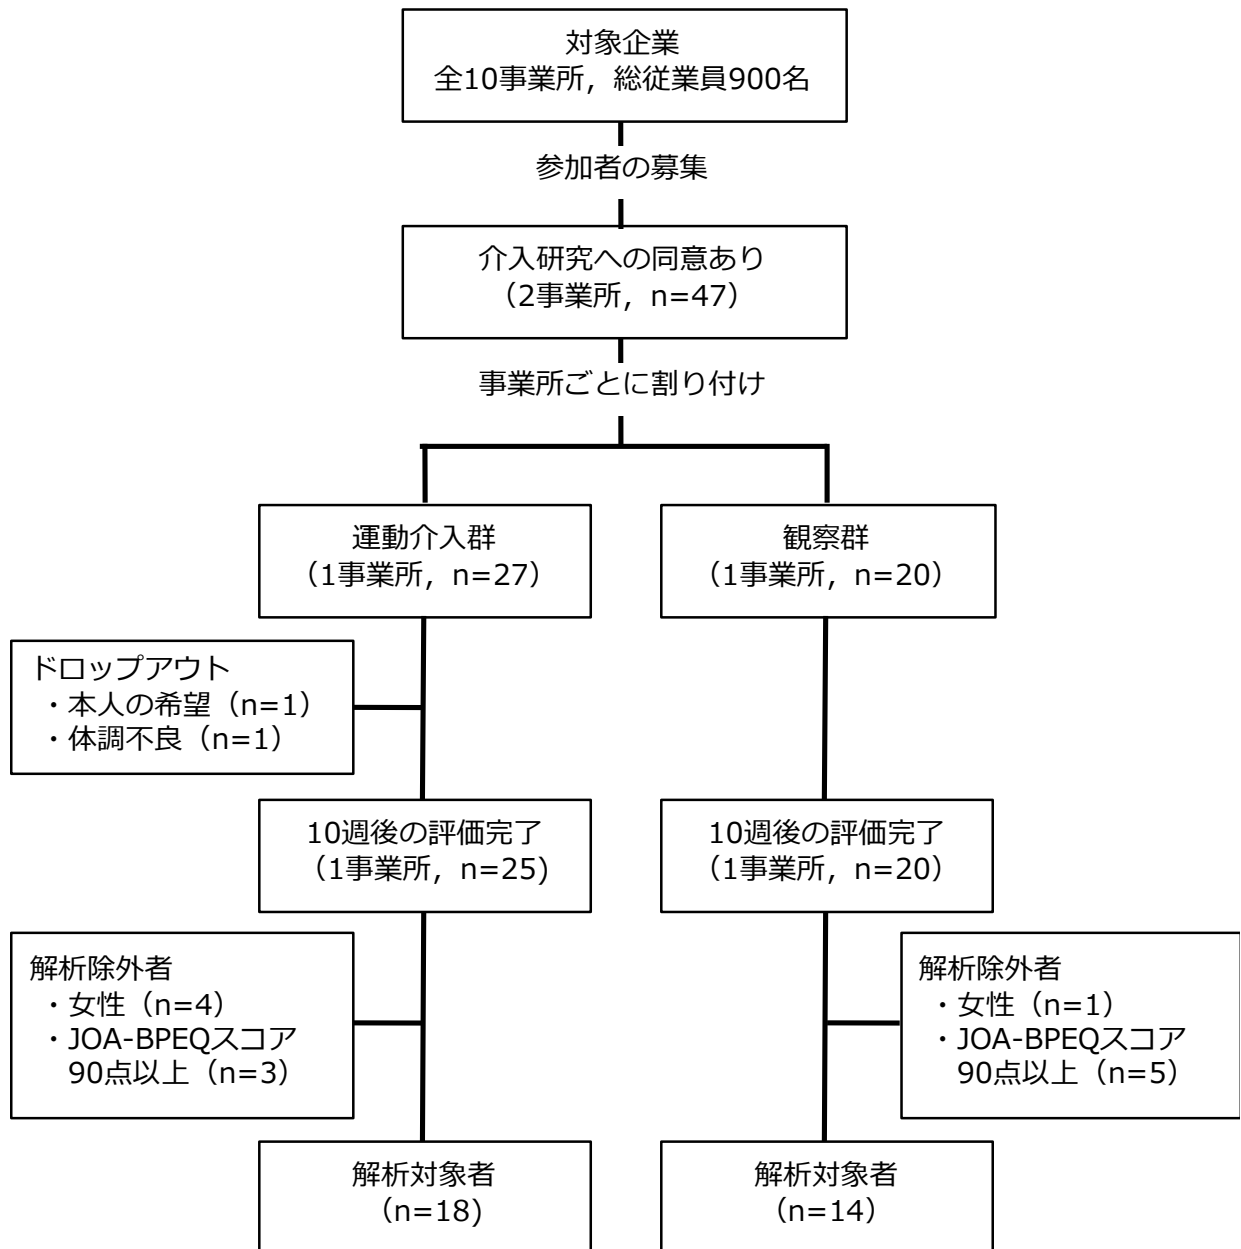 対象企業
全10事業所，総従業員900名
参加者の募集
介入研究への同意あり
（2事業所，n=47）
事業所ごとに割り付け
運動介入群
（1事業所，n=27）
観察群
（1事業所，n=20）
ドロップアウト
・本人の希望（n=1）
・体調不良（n=1）
10週後の評価完了
（1事業所，n=25)
10週後の評価完了
（1事業所，n=20）
解析除外者
・女性（n=4）
・JOA-BPEQスコア
90点以上（n=3）
解析除外者
・女性（n=1）
・JOA-BPEQスコア
90点以上（n=5）
解析対象者
（n=18)
解析対象者
（n=14）